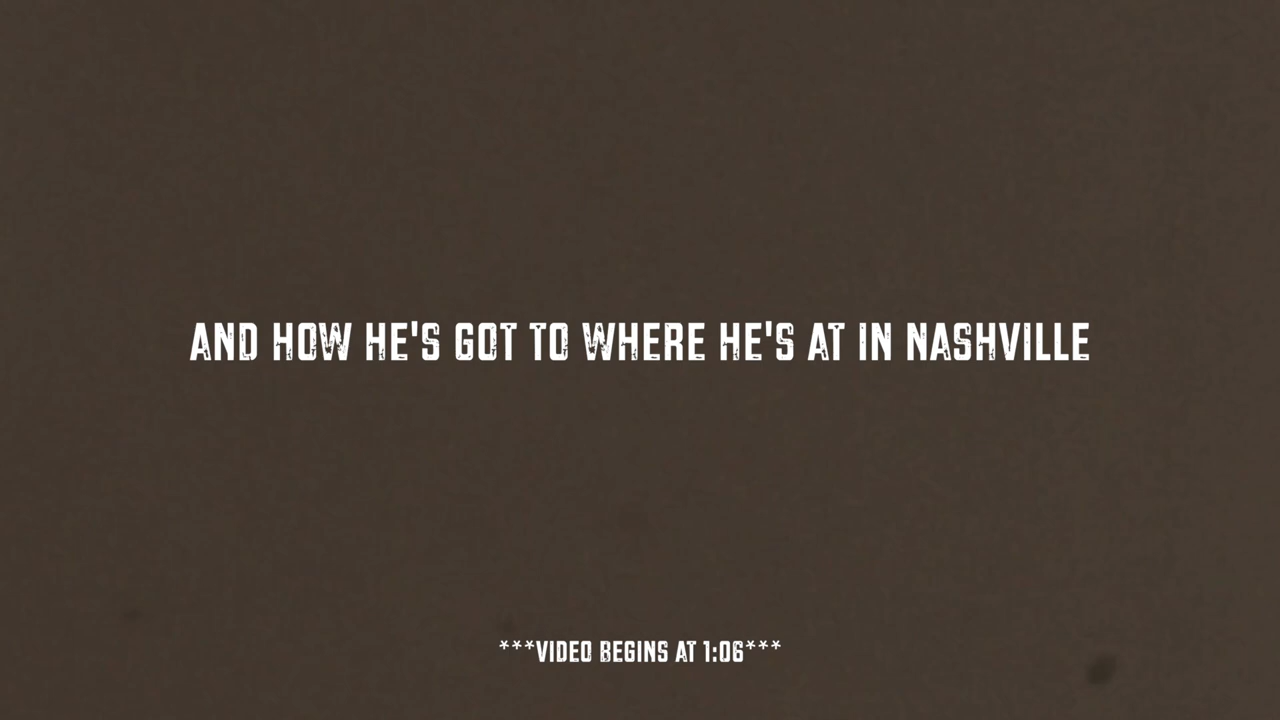 AND HOW HE'S GOT TO WHERE HE'S AT IN NASHVILLE
***VIDEO BEGINS AT 1:06***